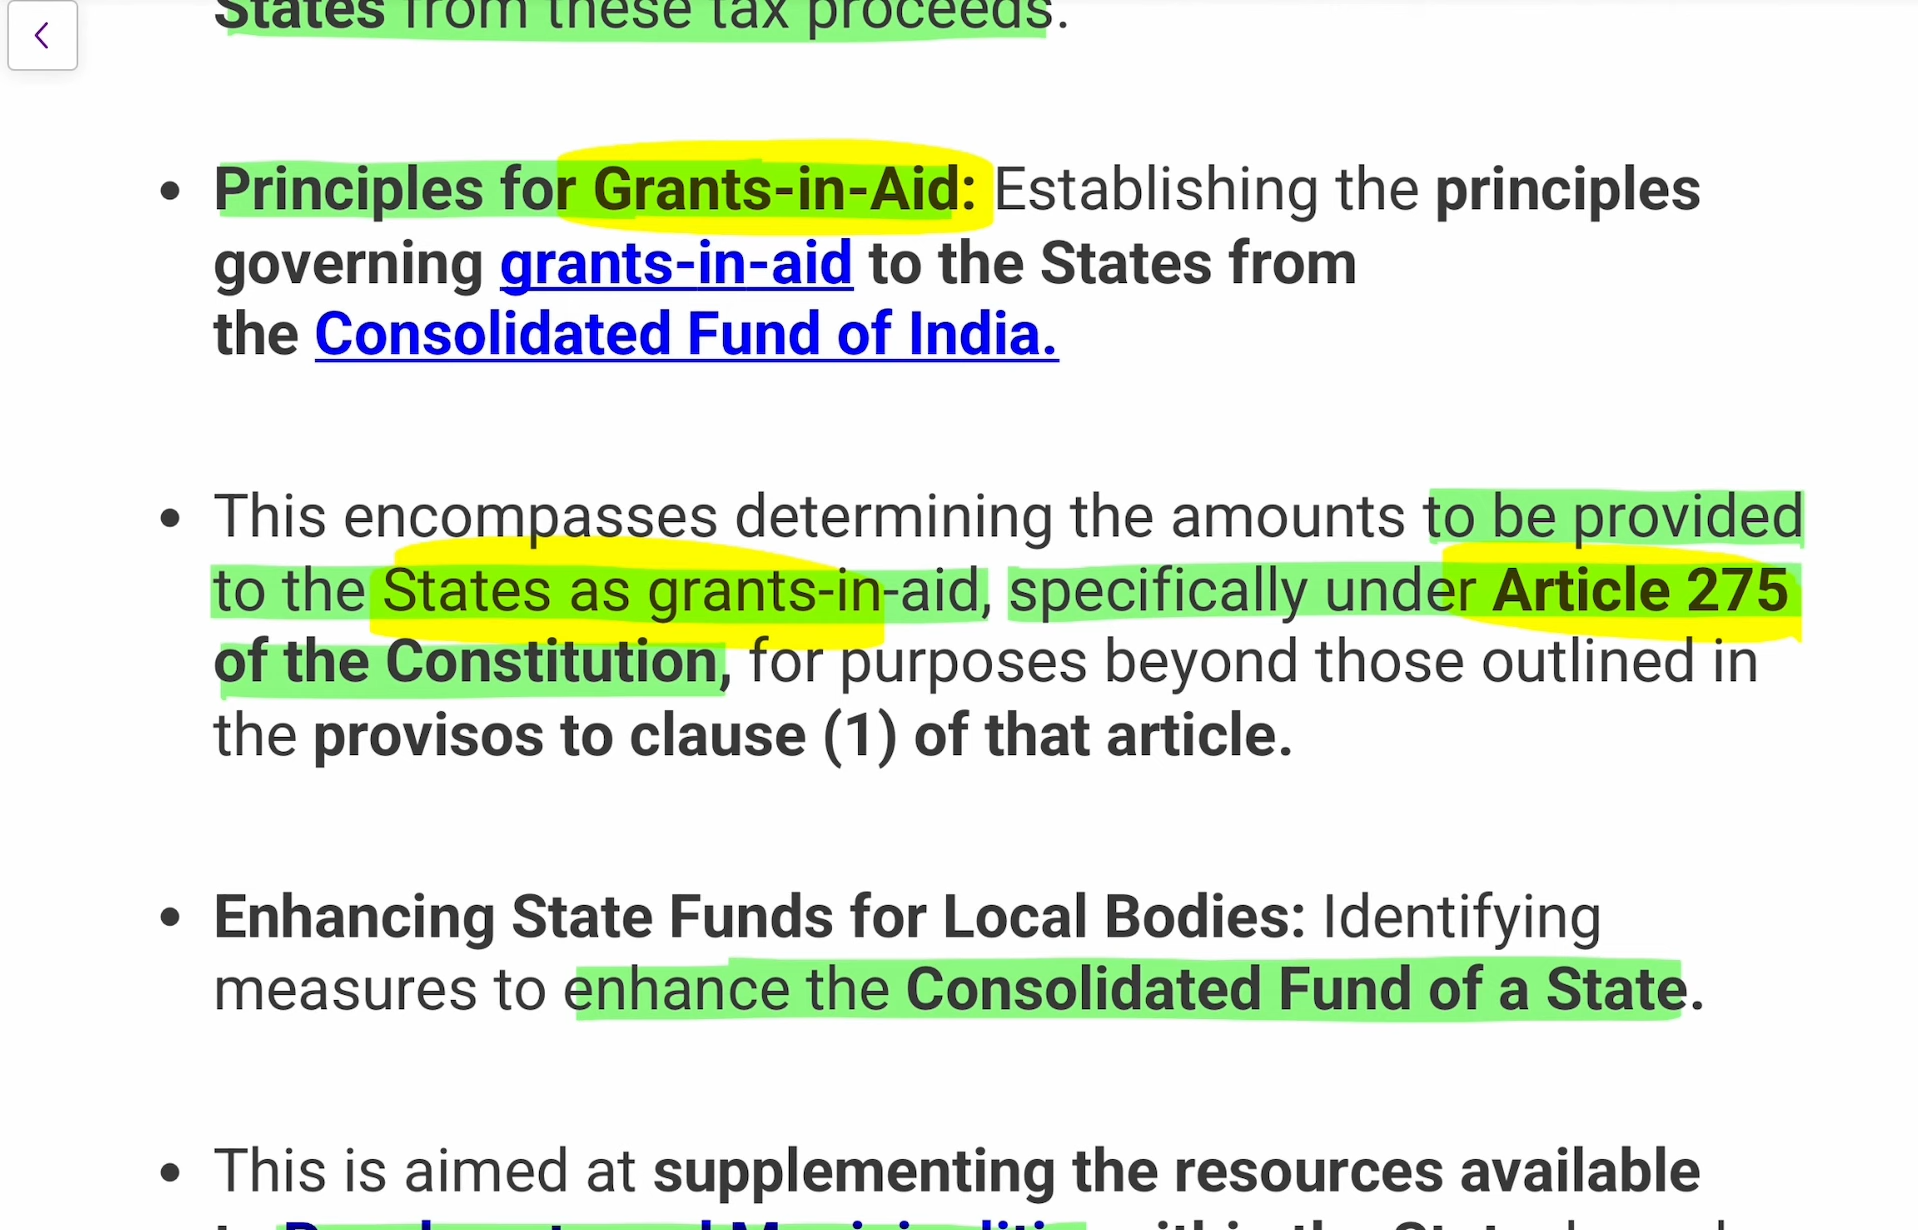 States from these tax proceeds.
• Principles for Grants-in-Aid: Establishing the principles
governing grants-in-aid to the States from
the Consolidated Fund of India.
• This encompasses determining the amounts to be provided
to the States as grants-in-aid, specifically under Article 275
of the Constitution, for purposes beyond those outlined in
the provisos to clause (1) of that article.
• Enhancing State Funds for Local Bodies: Identifying
measures to enhance the Consolidated Fund of a State.
• This is aimed at supplementing the resources available